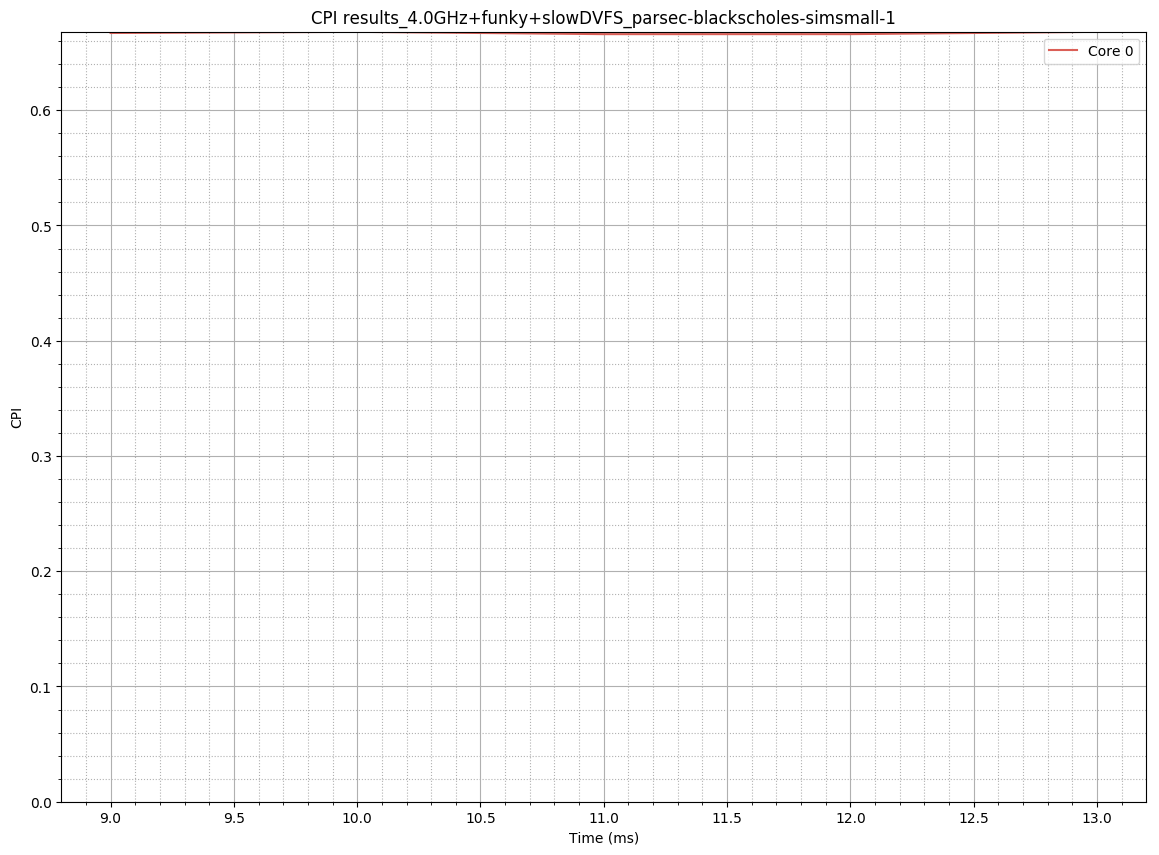 CPI results_4.0GHz+funky+slowDVFS_parsec-blackscholes-simsmall-1
Core 0
0.6
0.5
0.4
0.3
0.2
0.1
0.0
CPI
9.0 9.5 10.0 10.5 11.0 11.5 12.0 12.5 13.0
Time (ms)